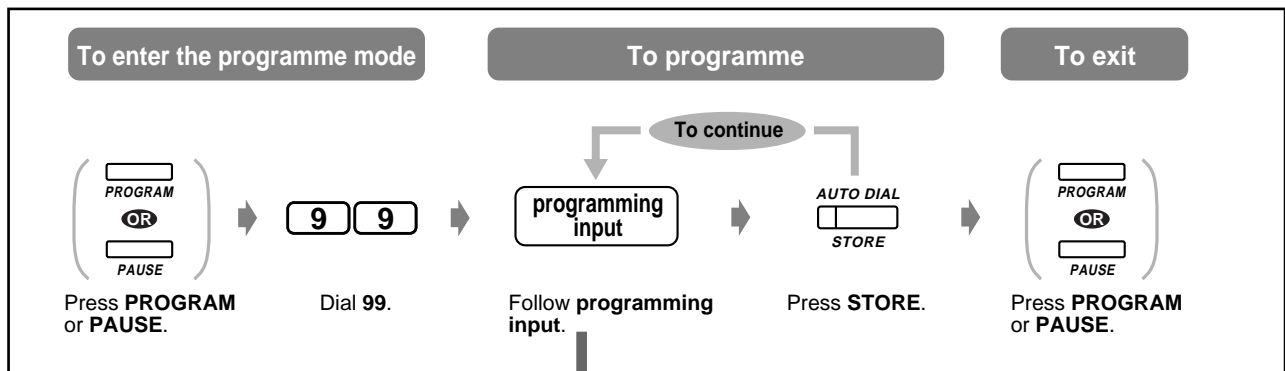 To enter the programme mode
To programme
To exit
To continue
PROGRAM
OR
PAUSE
9 9
programming
input
AUTO DIAL
STORE
PROGRAM
OR
PAUSE
Press PROGRAM
or PAUSE.
Dial 99.
Follow programming
input.
Press STORE.
Press PROGRAM
or PAUSE.